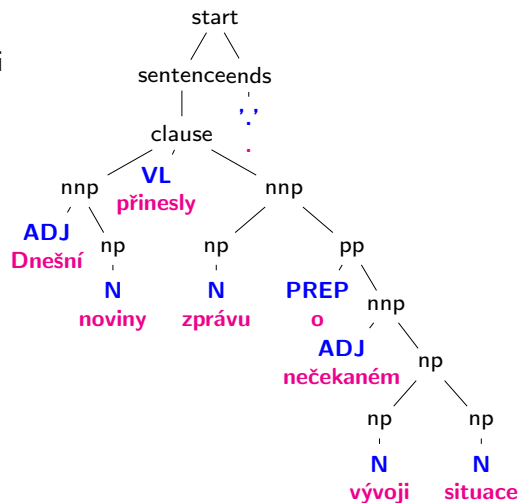 start
i
sentence ends
'.'
clause .
nnp VL nnp
přinesly
ADJ np np pp
Dnešní
N N PREP nnp
noviny zprávu o
ADJ
nečekaném np
np np
N N
vývoji situace